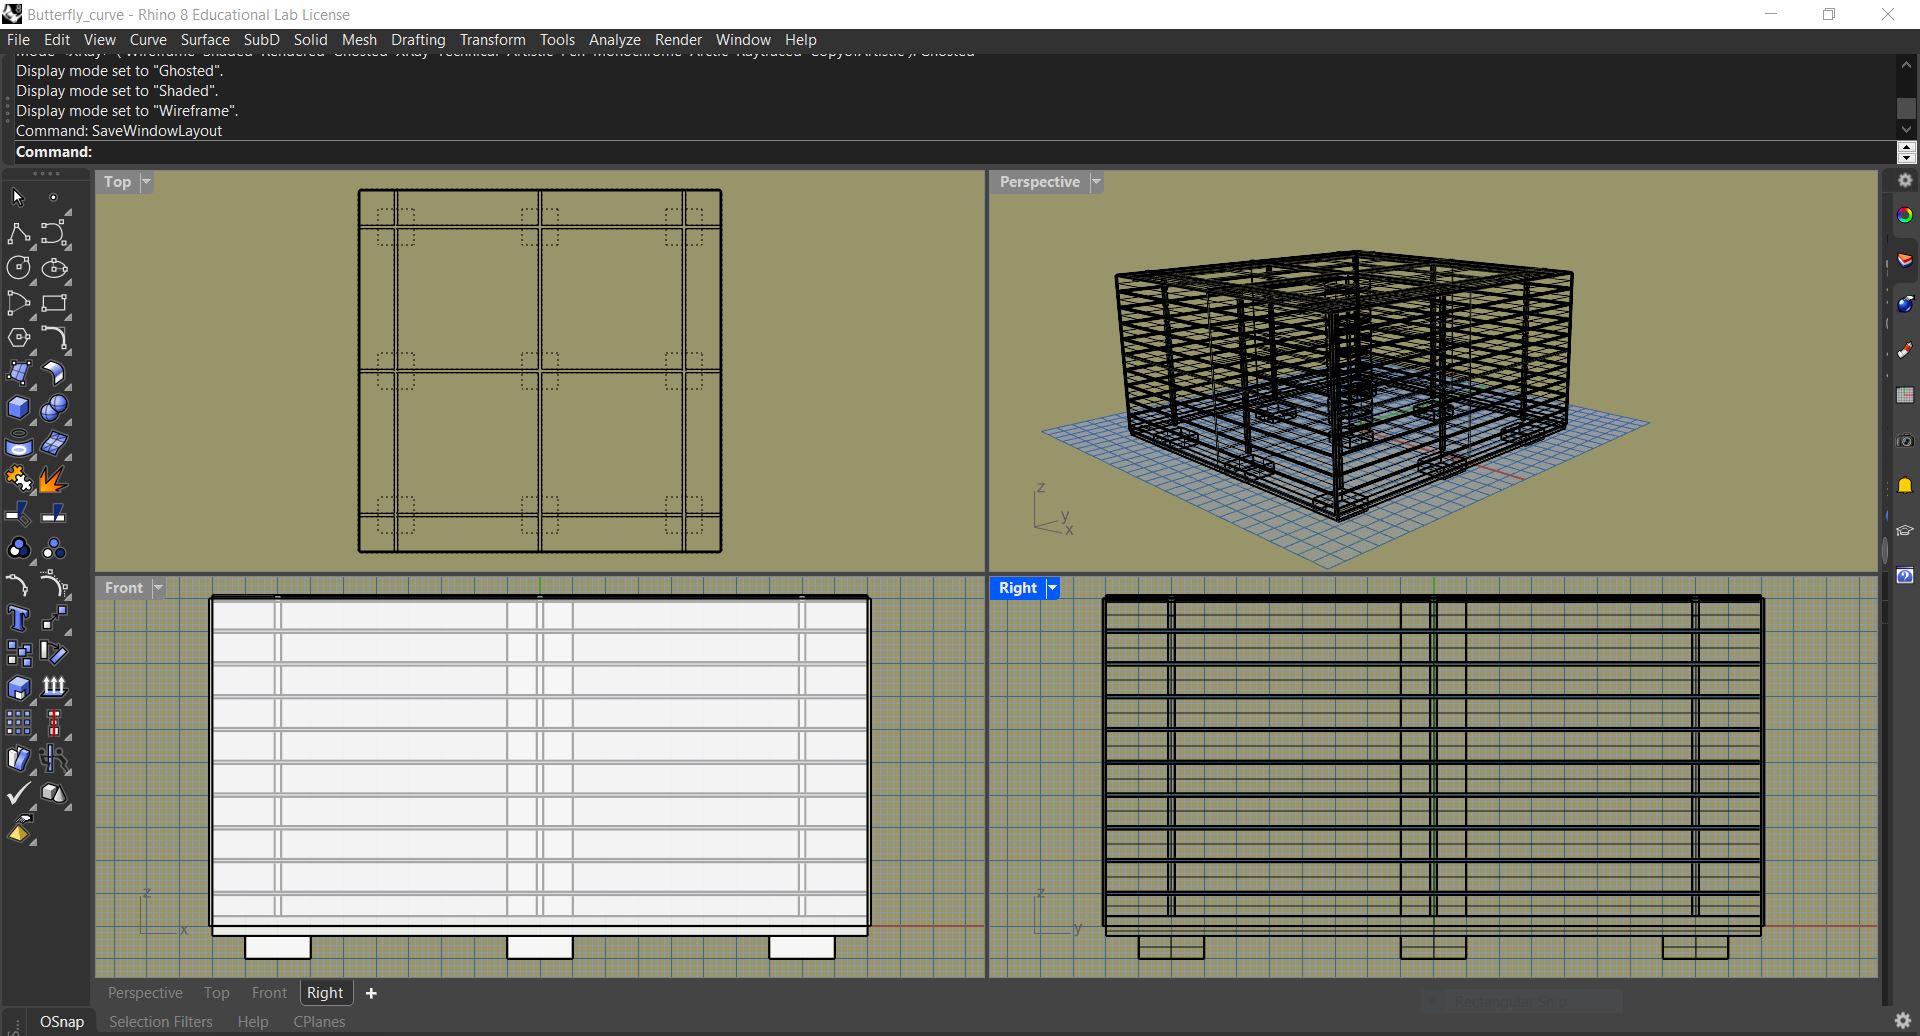 Butterfly_curve - Rhino 8 Educational Lab License
File Edit View Curve Surface SubD Solid Mesh Drafting Transform Tools Analyze Render Window Help
Display mode set to "Ghosted".
Display mode set to "Shaded".
Display mode set to "Wireframe".
Command: SaveWindowLayout
Command:
Top
Perspective
z
y
x
Front
Right
z
x
z
y
Perspective Top Front Right
Rectangular Snip
OSnap Selection Filters Help CPlanes